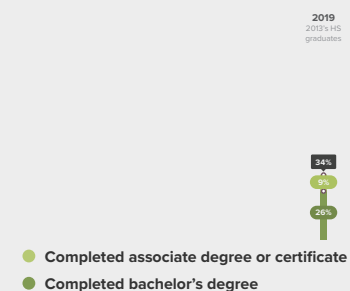 2019
2013's HS
graduates
34%
9%
26%
Completed associate degree or certificate
Completed bachelor's degree